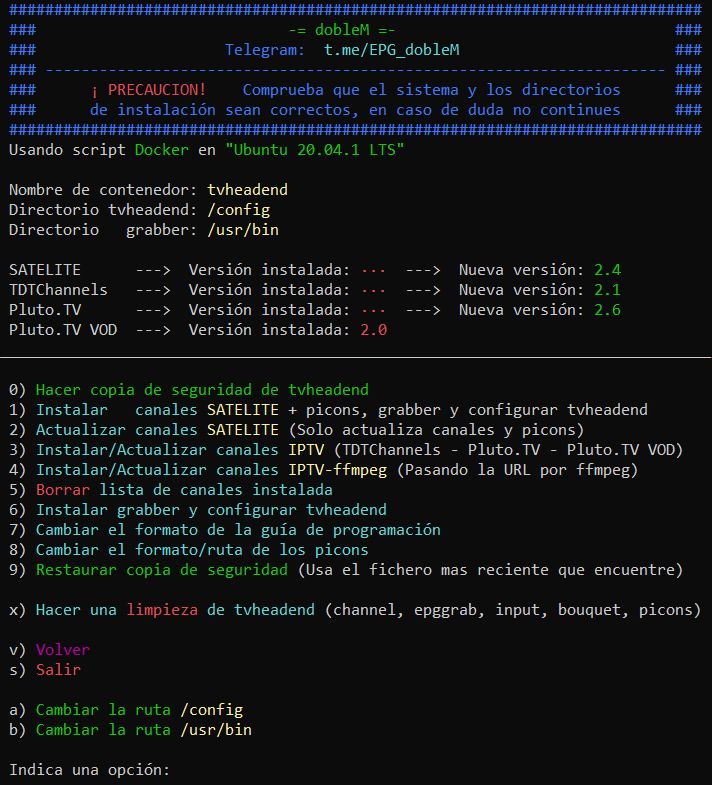 #############################################################################
###                            -= dobleM =-                               ###
###                     Telegram:  t.me/EPG_dobleM                        ###
### --------------------------------------------------------------------- ###
###      ¡ PRECAUCION!    Comprueba que el sistema y los directorios      ###
###      de instalación sean correctos, en caso de duda no continues      ###
#############################################################################
Usando script Docker en "Ubuntu 20.04.1 LTS"
Nombre de contenedor: tvheadend
Directorio tvheadend: /config
Directorio   grabber: /usr/bin
SATELITE      --->  Versión instalada: ···  --->  Nueva versión: 2.4
TDTChannels   --->  Versión instalada: ···  --->  Nueva versión: 2.1
Pluto.TV      --->  Versión instalada: ···  --->  Nueva versión: 2.6
Pluto.TV VOD  --->  Versión instalada: 2.0
0) Hacer copia de seguridad de tvheadend
1) Instalar   canales SATELITE + picons, grabber y configurar tvheadend
2) Actualizar canales SATELITE (Solo actualiza canales y picons)
3) Instalar/Actualizar canales IPTV (TDTChannels - Pluto.TV - Pluto.TV VOD)
4) Instalar/Actualizar canales IPTV-ffmpeg (Pasando la URL por ffmpeg)
5) Borrar lista de canales instalada
6) Instalar grabber y configurar tvheadend
7) Cambiar el formato de la guía de programación
8) Cambiar el formato/ruta de los picons
9) Restaurar copia de seguridad (Usa el fichero mas reciente que encuentre)
x) Hacer una limpieza de tvheadend (channel, epggrab, input, bouquet, picons)
v) Volver
s) Salir
a) Cambiar la ruta /config
b) Cambiar la ruta /usr/bin
Indica una opción: